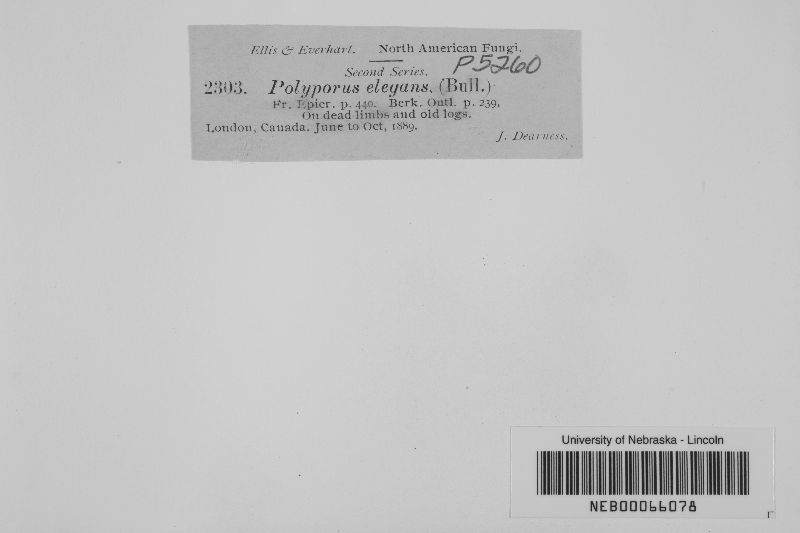 Ellis & Everhart. North American Fungi.
Second Series. P5260
2303. Polyporus elegans, (Bull.)
Fr. Epicr. p. 440. Berk. Outl. p. 239.
On dead limbs and old logs.
London, Canada. June to Oct, 1889.
J. Dearness.
University of Nebraska - Lincoln
NEB00066078